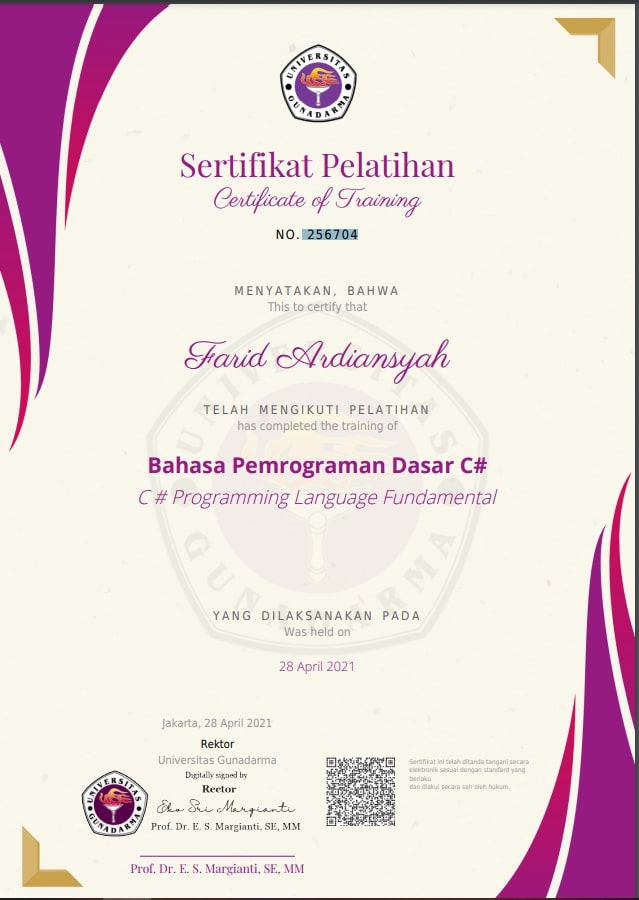 UNIVERSITAS
GUNADARMA
Sertifikat Pelatihan
Certificate of Training
NO. 256704
MENYATAKAN, BAHWA
This to certify that
Farid Ardiansyah
TELAH MENGIKUTI PELATIHAN
has completed the training of
Bahasa Pemrograman Dasar C#
C # Programming Language Fundamental
UNIVERSITAS
GUNADARMA
YANG DILAKSANAKAN PADA
Was held on
28 April 2021
Jakarta, 28 April 2021
Rektor
Universitas Gunadarma
Digitally signed by
Rector
Eko Sri Margianti
Prof. Dr. E. S. Margianti, SE, MM
UNIVERSITAS
GUNADARMA
Prof. Dr. E. S. Margianti, SE, MM
Sertifikat ini telah ditanda tangani secara
elektronik sesuai dengan standard yang
berlaku
dan diakui secara sah oleh hukum.